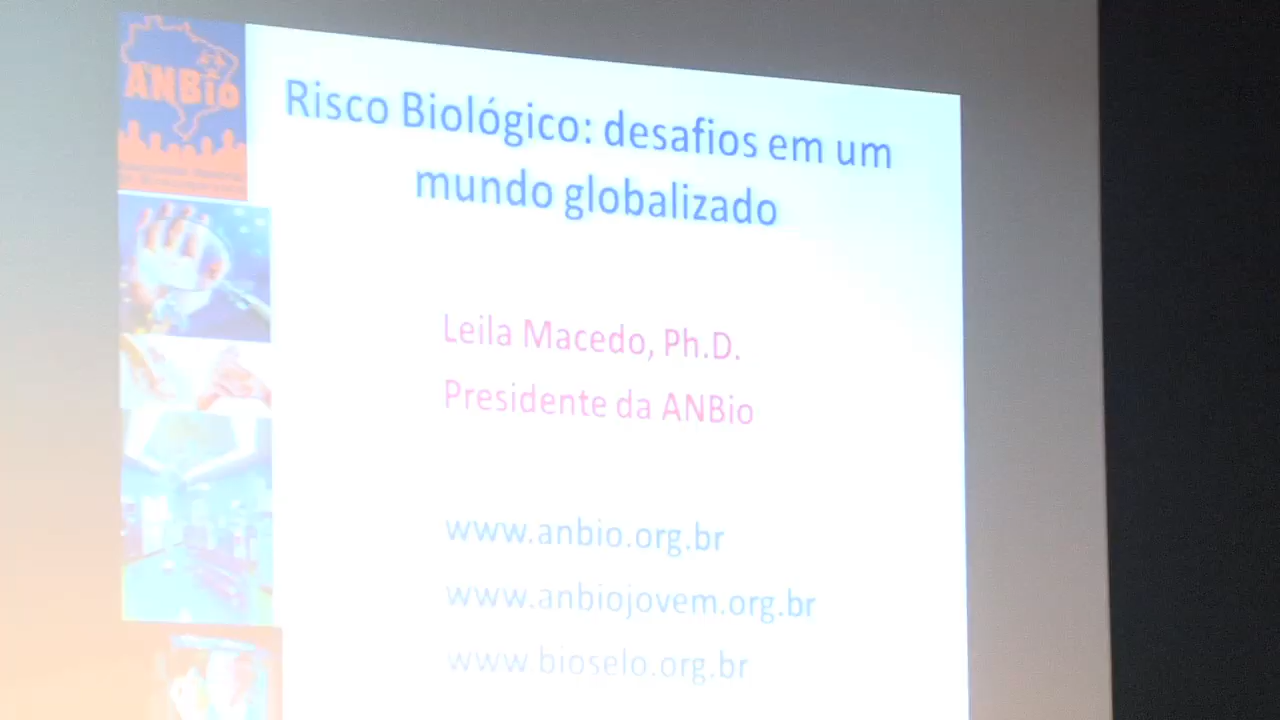 ANBio
Risco Biológico: desafios em um
mundo globalizado
Leila Macedo, Ph.D.
Presidente da ANBio
www.anbio.org.br
www.anbiojovem.org.br
www.bioselo.org.br